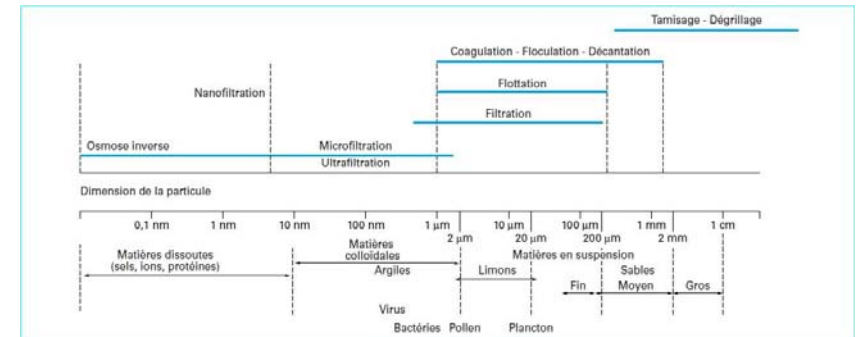 Tamisage - Dégrillage
Coagulation - Floculation - Décantation
Flottation
Nanofiltration
Filtration
Osmose inverse
Microfiltration
Ultrafiltration
Dimension de la particule
0,1 nm 1 nm 10 nm 100 nm 1 µm 10 µm 100 µm 1 mm 1 cm
2 µm 20 µm 200 µm 2 mm
Matières dissoutes
(sels, ions, protéines)
Matières
colloïdales
Argiles
Matières en suspension
Limons
Sables
Fin Moyen Gros
Virus
Bactéries Pollen Plancton